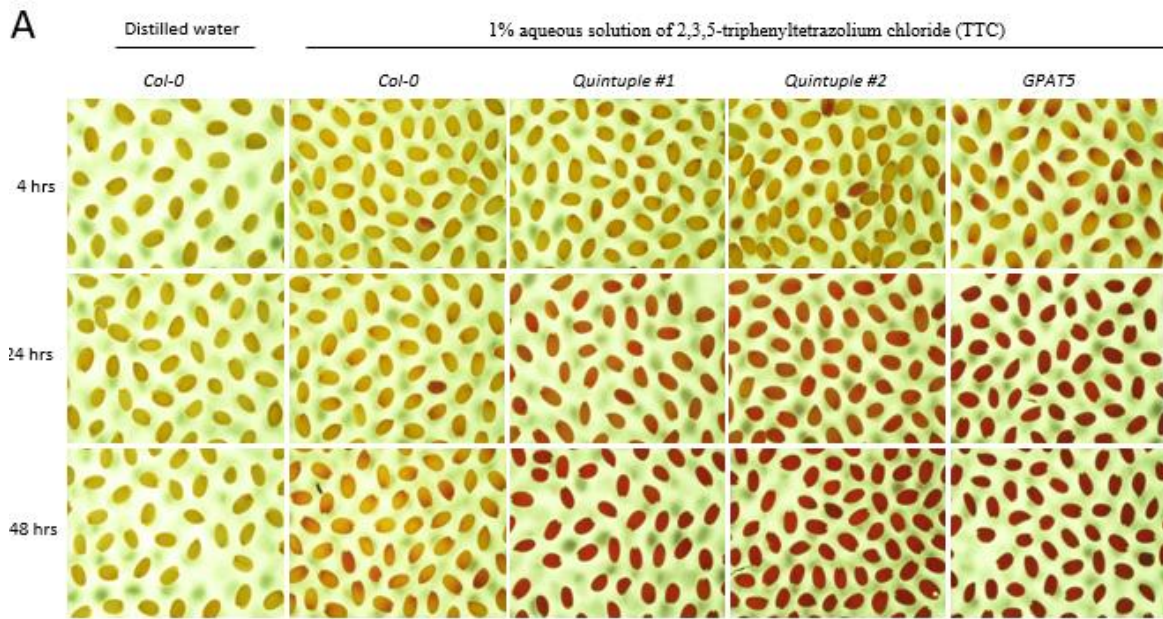 A
Distilled water
1% aqueous solution of 2,3,5-triphenyltetrazolium chloride (TTC)
Col-0
Col-0
Quintuple #1
Quintuple #2
GPAT5
4 hrs
24 hrs
48 hrs